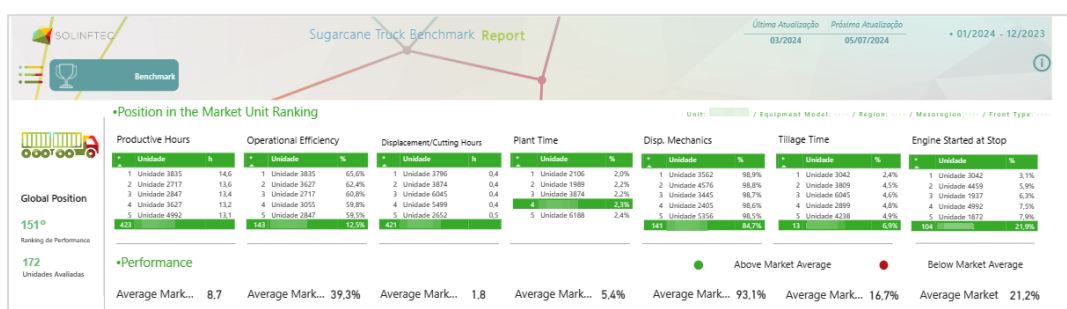 SOLINFTEC
Sugarcane Truck Benchmark Report
Última Atualização Próxima Atualização
03/2024 05/07/2024
• 01/2024 - 12/2023
Benchmark
•Position in the Market Unit Ranking
Unit: / Equipment Model: ---- / Region: ---- / Mesoregion: ---- / Front Type: ----
Global Position
151º
Ranking de Performance
172
Unidades Avaliadas
Productive Hours
Unidade h
1 Unidade 3835 14,6
2 Unidade 2717 13,6
3 Unidade 2847 13,4
4 Unidade 3627 13,2
5 Unidade 4992 13,1
423
Operational Efficiency
Unidade %
1 Unidade 3835 65,6%
2 Unidade 3627 62,4%
3 Unidade 2717 60,8%
4 Unidade 3055 59,8%
5 Unidade 2847 59,5%
143 12,5%
Displacement/Cutting Hours
Unidade h
1 Unidade 3796 0,4
2 Unidade 3874 0,4
3 Unidade 6045 0,4
4 Unidade 5499 0,4
5 Unidade 2652 0,5
421
Plant Time
Unidade %
1 Unidade 2106 2,0%
2 Unidade 1989 2,2%
3 Unidade 3874 2,2%
4 2,3%
5 Unidade 6188 2,4%
Disp. Mechanics
Unidade %
1 Unidade 3562 98,9%
2 Unidade 4576 98,8%
3 Unidade 3445 98,7%
4 Unidade 2405 98,6%
5 Unidade 5356 98,5%
141 84,7%
Tillage Time
Unidade %
1 Unidade 3042 2,4%
2 Unidade 3809 4,5%
3 Unidade 6045 4,6%
4 Unidade 2899 4,8%
5 Unidade 4238 4,9%
13 6,9%
Engine Started at Stop
Unidade %
1 Unidade 3042 3,1%
2 Unidade 4459 5,9%
3 Unidade 1937 6,3%
4 Unidade 4992 7,5%
5 Unidade 1872 7,9%
104 21,9%
•Performance
Above Market Average Below Market Average
Average Mark... 8,7
Average Mark... 39,3%
Average Mark... 1,8
Average Mark... 5,4%
Average Mark... 93,1%
Average Mark... 16,7%
Average Market 21,2%